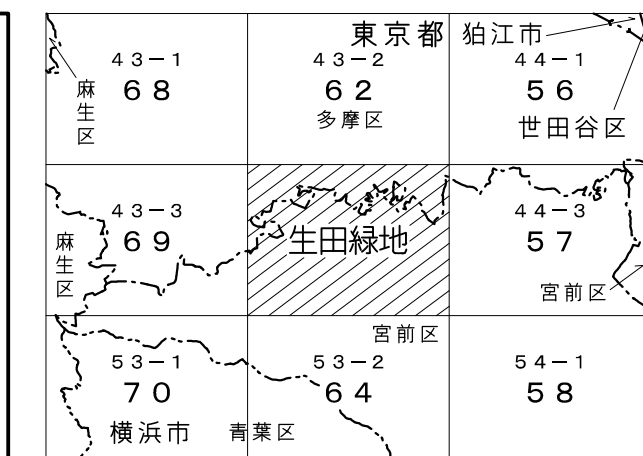 東京都 狛江市
43-1 43-2 44-1
68 62 56
麻生区
多摩区
世田谷区
43-3 44-3
69 生田緑地 57
麻生区
宮前区
宮前区
53-1 53-2 54-1
70 64 58
横浜市 青葉区